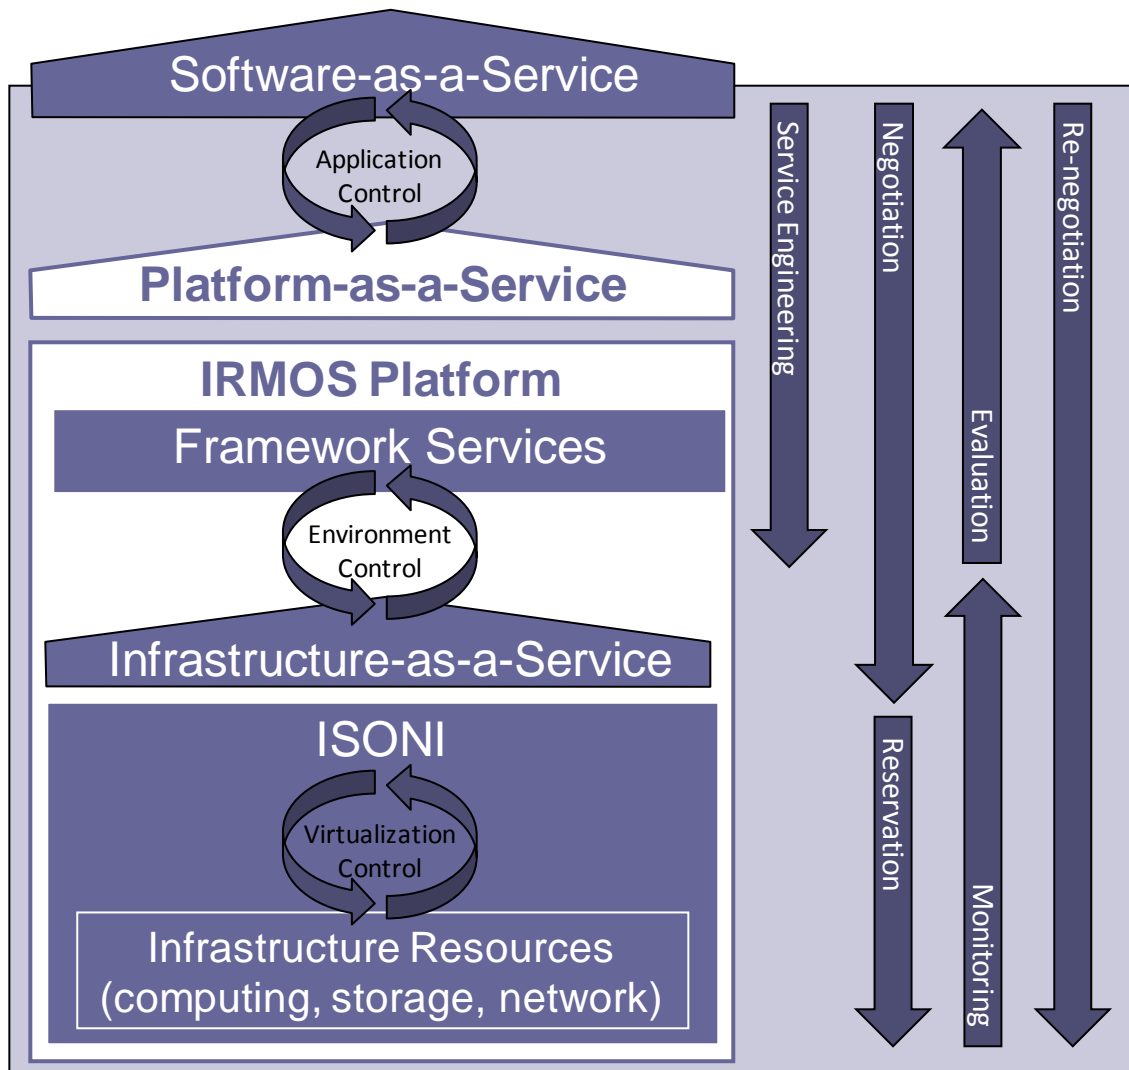 Software-as-a-Service
Application
Control
Platform-as-a-Service
IRMOS Platform
Framework Services
Environment
Control
Infrastructure-as-a-Service
ISONI
Virtualization
Control
Infrastructure Resources
(computing, storage, network)
Service Engineering
Negotiation
Reservation
Evaluation
Monitoring
Re-negotiation